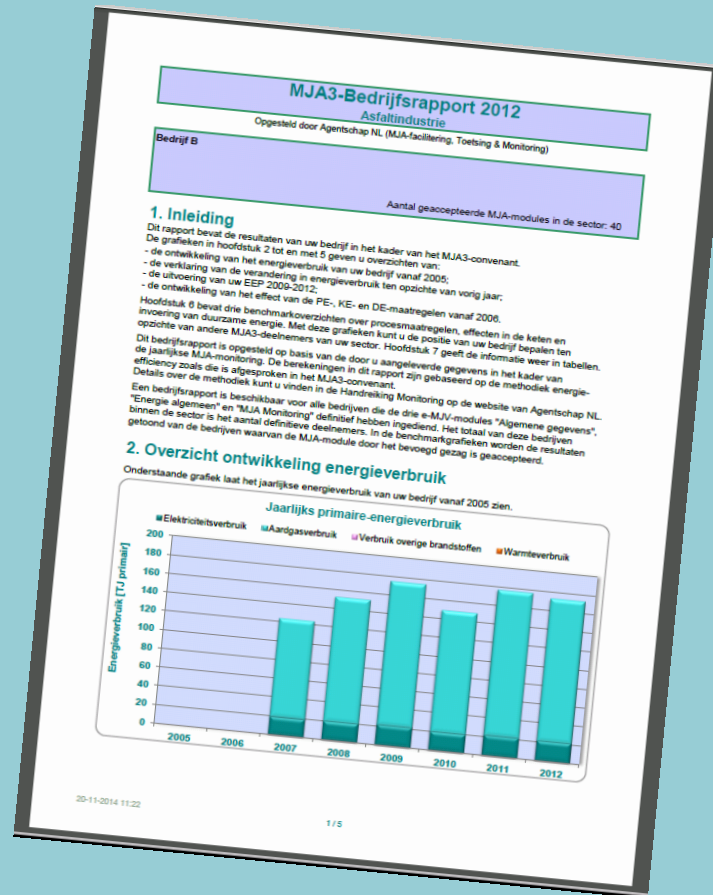 MJA3-Bedrijfsrapport 2012
Asfaltindustrie
Opgesteld door Agentschap NL (MJA-facilitering, Toetsing & Monitoring)
Bedrijf B
Aantal geaccepteerde MJA-modules in de sector: 40
1. Inleiding
Dit rapport bevat de resultaten van uw bedrijf in het kader van het MJA3-convenant.
De grafieken in hoofdstuk 2 tot en met 5 geven u overzichten van:
- de ontwikkeling van het energieverbruik van uw bedrijf vanaf 2005;
- de verklaring van de verandering in energieverbruik ten opzichte van vorig jaar;
- de uitvoering van uw EEP 2009-2012;
- de ontwikkeling van het effect van de PE-, KE- en DE-maatregelen vanaf 2006.
Hoofdstuk 6 bevat drie benchmarkoverzichten over procesmaatregelen, effecten in de keten en
invoering van duurzame energie. Met deze grafieken kunt u de positie van uw bedrijf bepalen ten
opzichte van andere MJA3-deelnemers van uw sector. Hoofdstuk 7 geeft de informatie weer in tabellen.
Dit bedrijfsrapport is opgesteld op basis van de door u aangeleverde gegevens in het kader van
de jaarlijkse MJA-monitoring. De berekeningen in dit rapport zijn gebaseerd op de methodiek energie-
efficiency zoals die is afgesproken in het MJA3-convenant.
Details over de methodiek kunt u vinden in de Handreiking Monitoring op de website van Agentschap NL.
Een bedrijfsrapport is beschikbaar voor alle bedrijven die de drie e-MJV-modules "Algemene gegevens",
"Energie algemeen" en "MJA Monitoring" definitief hebben ingediend. Het totaal van deze bedrijven
binnen de sector is het aantal definitieve deelnemers. In de benchmarkgrafieken worden de resultaten
getoond van de bedrijven waarvan de MJA-module door het bevoegd gezag is geaccepteerd.
2. Overzicht ontwikkeling energieverbruik
Onderstaande grafiek laat het jaarlijkse energieverbruik van uw bedrijf vanaf 2005 zien.
Jaarlijks primaire-energieverbruik
Elektriciteitsverbruik Aardgasverbruik Verbruik overige brandstoffen Warmteverbruik
Energieverbruik [TJ primair]
200
180
160
140
120
100
80
60
40
20
0
2005 2006 2007 2008 2009 2010 2011 2012
20-11-2014 11:22
1 / 5